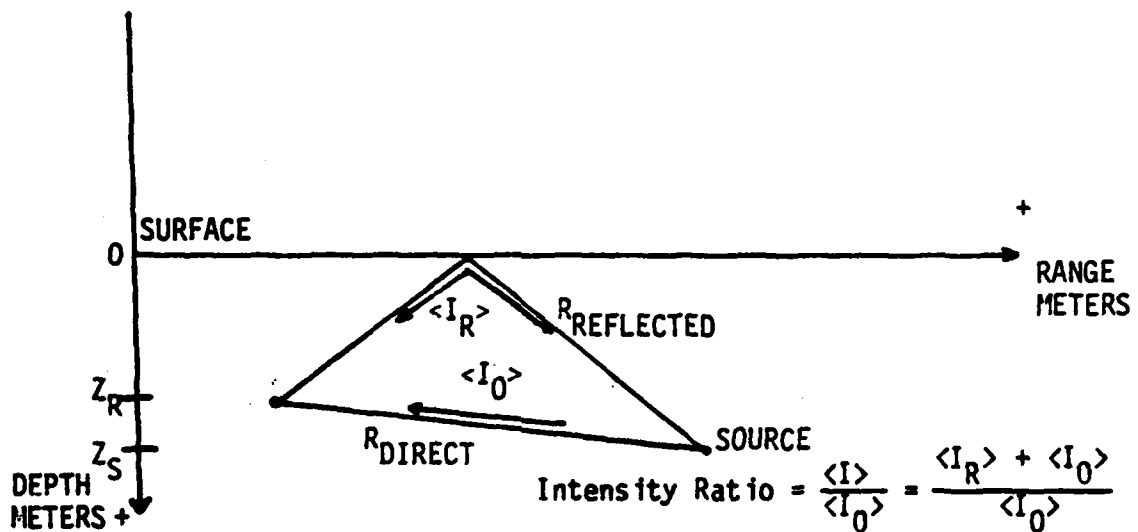 +
SURFACE
0
RANGE
METERS
<I_R>
R_REFLECTED
<I_0>
Z_R
R_DIRECT
SOURCE
Z_S
DEPTH
METERS +
Intensity Ratio = <I> / <I_0> = <I_R> + <I_0> / <I_0>